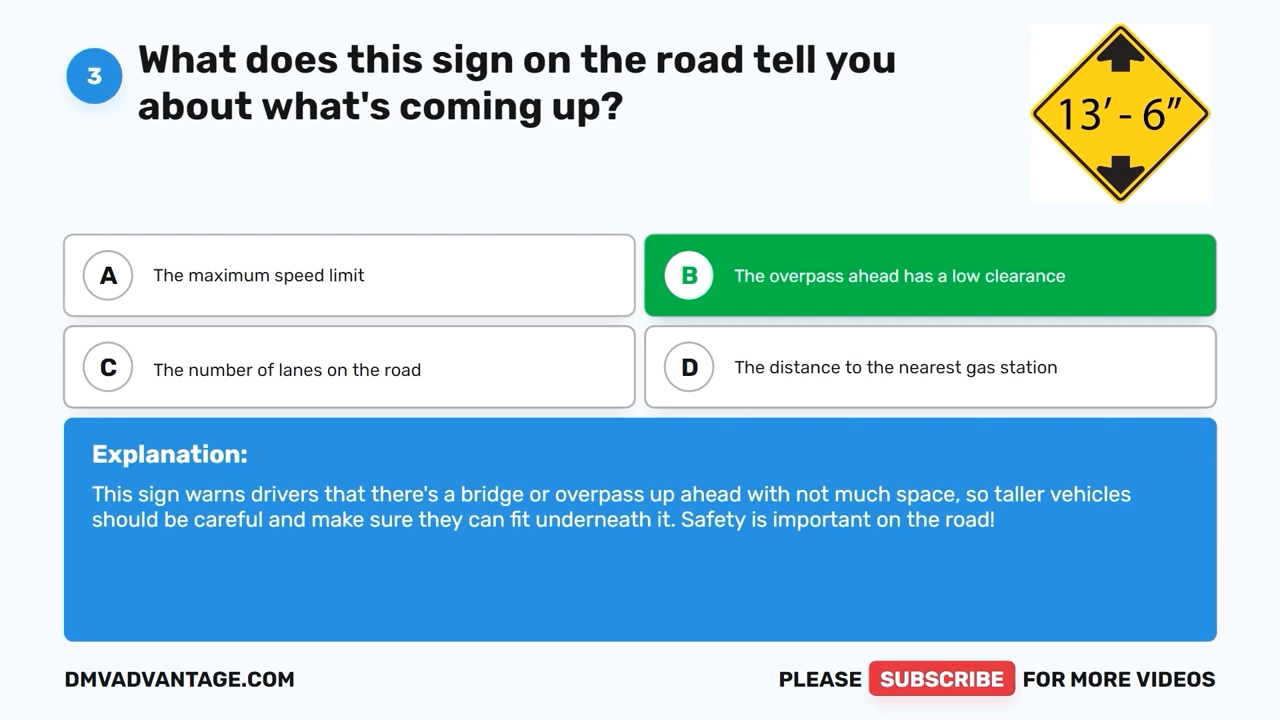 3
What does this sign on the road tell you
about what's coming up?
13′ - 6″
A
The maximum speed limit
B
The overpass ahead has a low clearance
C
The number of lanes on the road
D
The distance to the nearest gas station
Explanation:
This sign warns drivers that there's a bridge or overpass up ahead with not much space, so taller vehicles
should be careful and make sure they can fit underneath it. Safety is important on the road!
DMVADVANTAGE.COM
PLEASE SUBSCRIBE FOR MORE VIDEOS